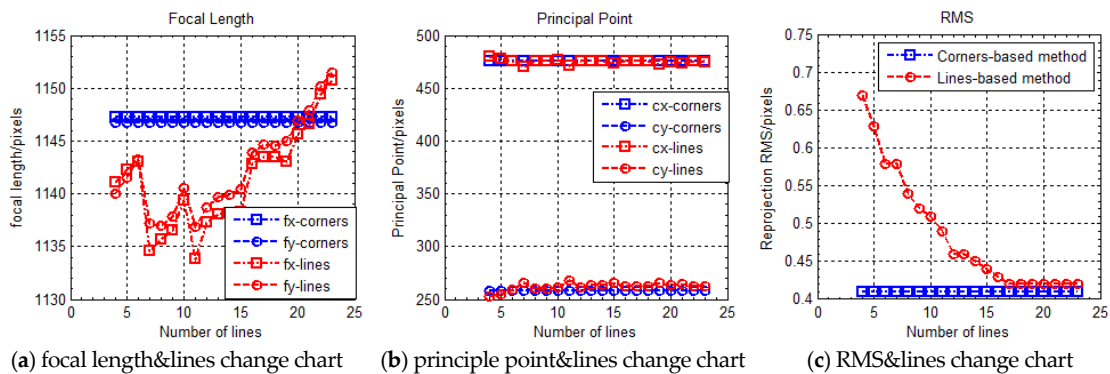 Focal Length
1155
1150
1145
1140
1135
1130
focal length/pixels
fx-corners
fy-corners
fx-lines
fy-lines
0 5 10 15 20 25
Number of lines
(a) focal length&lines change chart
Principal Point
500
450
400
350
300
250
Principal Point/pixels
cx-corners
cy-corners
cx-lines
cy-lines
0 5 10 15 20 25
Number of lines
(b) principle point&lines change chart
RMS
0.75
0.7
0.65
0.6
0.55
0.5
0.45
0.4
Reprojection RMS/pixels
Corners-based method
Lines-based method
0 5 10 15 20 25
Number of lines
(c) RMS&lines change chart